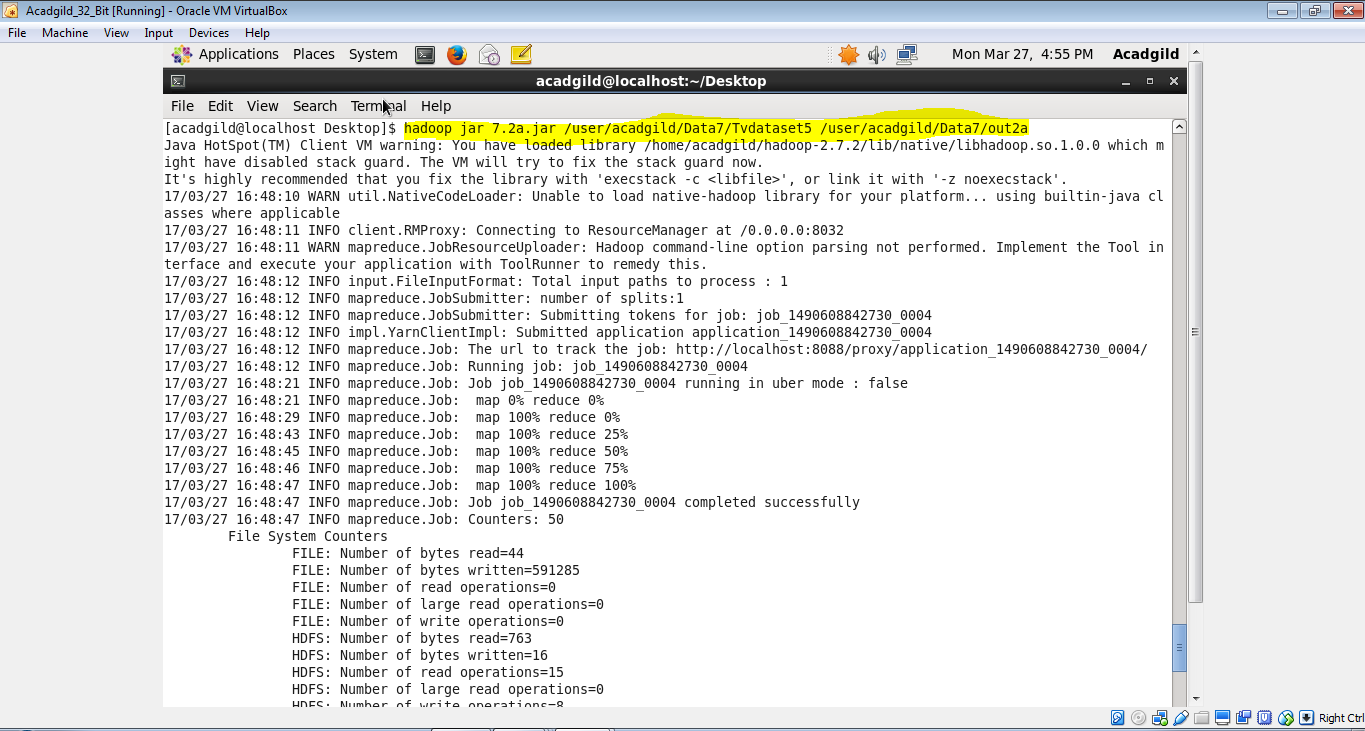 Acadgild_32_Bit [Running] - Oracle VM VirtualBox
File Machine View Input Devices Help
Applications Places System Mon Mar 27, 4:55 PM Acadgild
acadgild@localhost:~/Desktop
File Edit View Search Terminal Help
[acadgild@localhost Desktop]$ hadoop jar 7.2a.jar /user/acadgild/Data7/Tvdataset5 /user/acadgild/Data7/out2a
Java HotSpot(TM) Client VM warning: You have loaded library /home/acadgild/hadoop-2.7.2/lib/native/libhadoop.so.1.0.0 which m
ight have disabled stack guard. The VM will try to fix the stack guard now.
It's highly recommended that you fix the library with 'execstack -c <libfile>', or link it with '-z noexecstack'.
17/03/27 16:48:10 WARN util.NativeCodeLoader: Unable to load native-hadoop library for your platform... using builtin-java cl
asses where applicable
17/03/27 16:48:11 INFO client.RMProxy: Connecting to ResourceManager at /0.0.0.0:8032
17/03/27 16:48:11 WARN mapreduce.JobResourceUploader: Hadoop command-line option parsing not performed. Implement the Tool in
terface and execute your application with ToolRunner to remedy this.
17/03/27 16:48:12 INFO input.FileInputFormat: Total input paths to process : 1
17/03/27 16:48:12 INFO mapreduce.JobSubmitter: number of splits:1
17/03/27 16:48:12 INFO mapreduce.JobSubmitter: Submitting tokens for job: job_1490608842730_0004
17/03/27 16:48:12 INFO impl.YarnClientImpl: Submitted application application_1490608842730_0004
17/03/27 16:48:12 INFO mapreduce.Job: The url to track the job: http://localhost:8088/proxy/application_1490608842730_0004/
17/03/27 16:48:12 INFO mapreduce.Job: Running job: job_1490608842730_0004
17/03/27 16:48:21 INFO mapreduce.Job: Job job_1490608842730_0004 running in uber mode : false
17/03/27 16:48:21 INFO mapreduce.Job:  map 0% reduce 0%
17/03/27 16:48:29 INFO mapreduce.Job:  map 100% reduce 0%
17/03/27 16:48:43 INFO mapreduce.Job:  map 100% reduce 25%
17/03/27 16:48:45 INFO mapreduce.Job:  map 100% reduce 50%
17/03/27 16:48:46 INFO mapreduce.Job:  map 100% reduce 75%
17/03/27 16:48:47 INFO mapreduce.Job:  map 100% reduce 100%
17/03/27 16:48:47 INFO mapreduce.Job: Job job_1490608842730_0004 completed successfully
17/03/27 16:48:47 INFO mapreduce.Job: Counters: 50
File System Counters
FILE: Number of bytes read=44
FILE: Number of bytes written=591285
FILE: Number of read operations=0
FILE: Number of large read operations=0
FILE: Number of write operations=0
HDFS: Number of bytes read=763
HDFS: Number of bytes written=16
HDFS: Number of read operations=15
HDFS: Number of large read operations=0
HDFS: Number of write operations=8
Right Ctrl